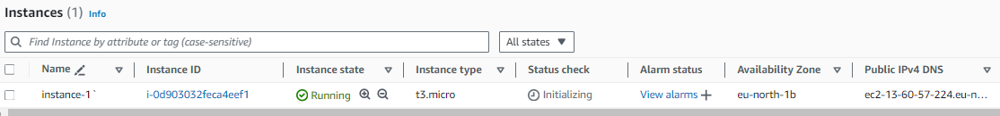 Instances (1) Info
Find Instance by attribute or tag (case-sensitive) All states
Name Instance ID Instance state Instance type Status check Alarm status Availability Zone Public IPv4 DNS
instance-1` i-0d903032feca4eef1 Running t3.micro Initializing View alarms + eu-north-1b ec2-13-60-57-224.eu-n...